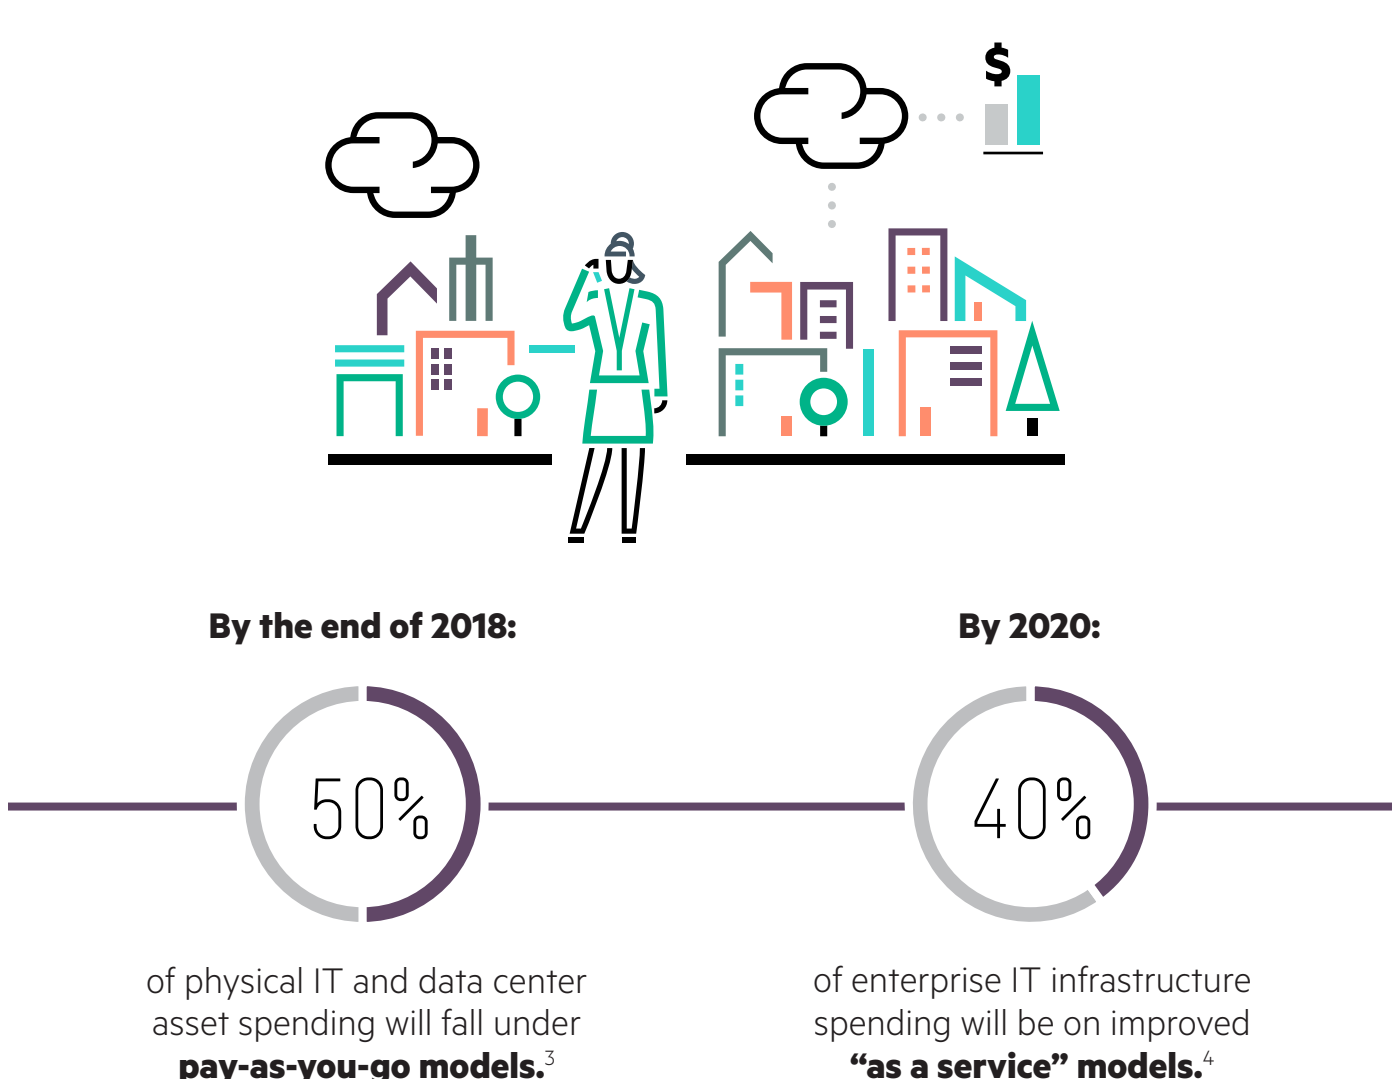 $
By the end of 2018:
By 2020:
50%
40%
of physical IT and data center
asset spending will fall under
pay-as-you-go models.3
of enterprise IT infrastructure
spending will be on improved
“as a service” models.4